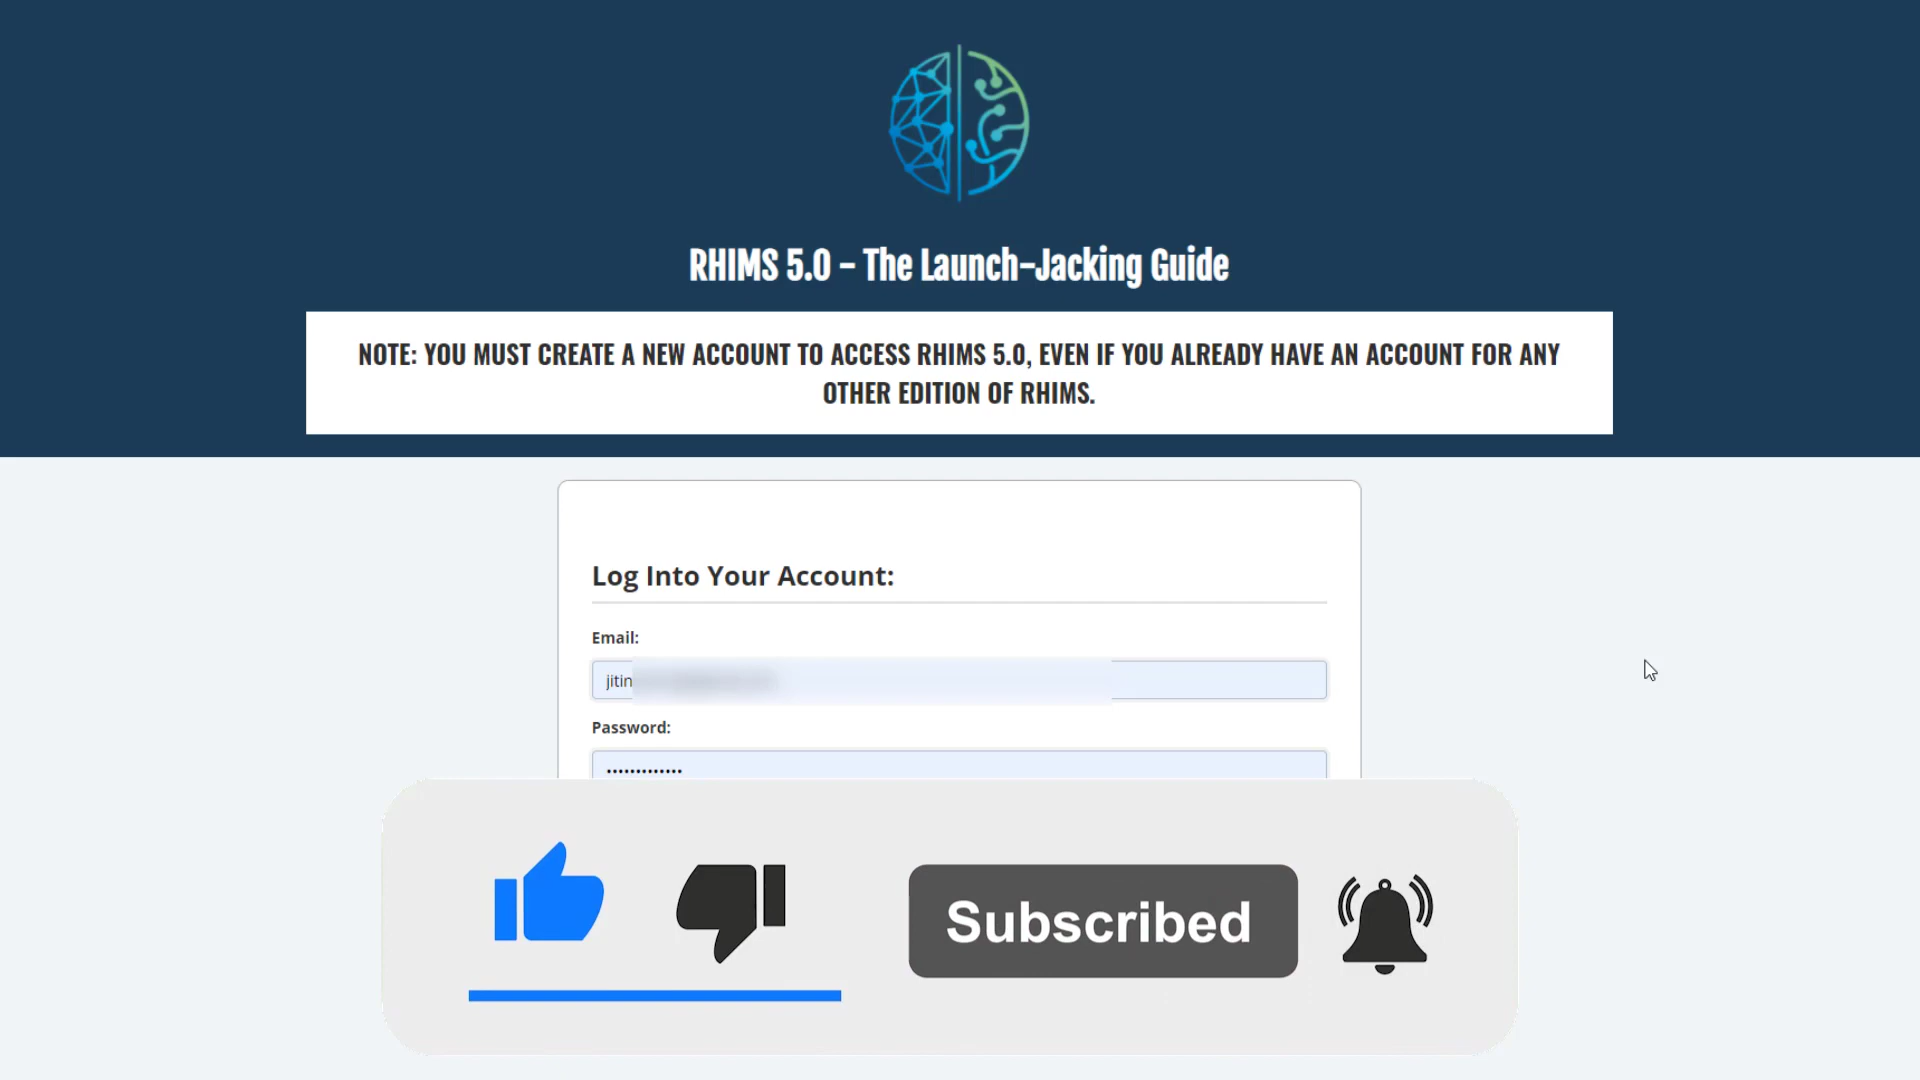 RHIMS 5.0 - The Launch-Jacking Guide
NOTE: YOU MUST CREATE A NEW ACCOUNT TO ACCESS RHIMS 5.0, EVEN IF YOU ALREADY HAVE AN ACCOUNT FOR ANY
OTHER EDITION OF RHIMS.
Log Into Your Account:
Email:
jitin
Password:
•••••••••••••
Subscribed